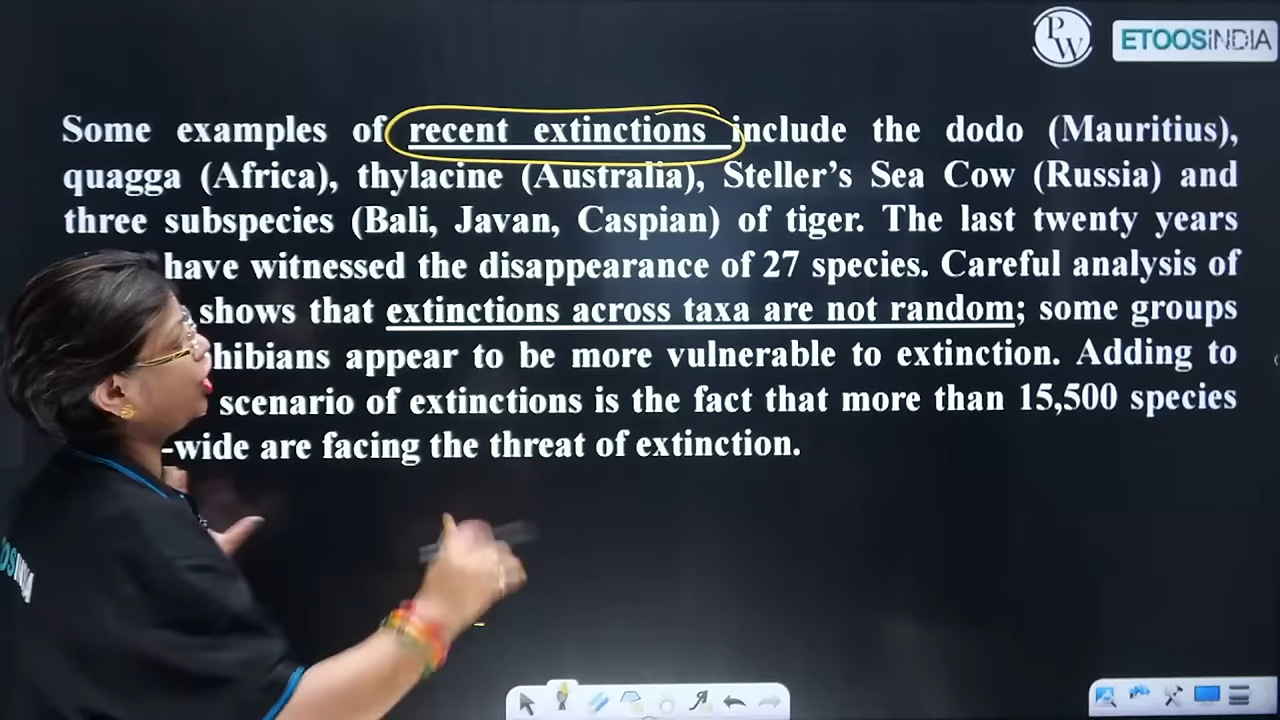 PW
ETOOSINDIA
Some examples of recent extinctions include the dodo (Mauritius),
quagga (Africa), thylacine (Australia), Steller's Sea Cow (Russia) and
three subspecies (Bali, Javan, Caspian) of tiger. The last twenty years
have witnessed the disappearance of 27 species. Careful analysis of
shows that extinctions across taxa are not random; some groups
hibians appear to be more vulnerable to extinction. Adding to
scenario of extinctions is the fact that more than 15,500 species
-wide are facing the threat of extinction.